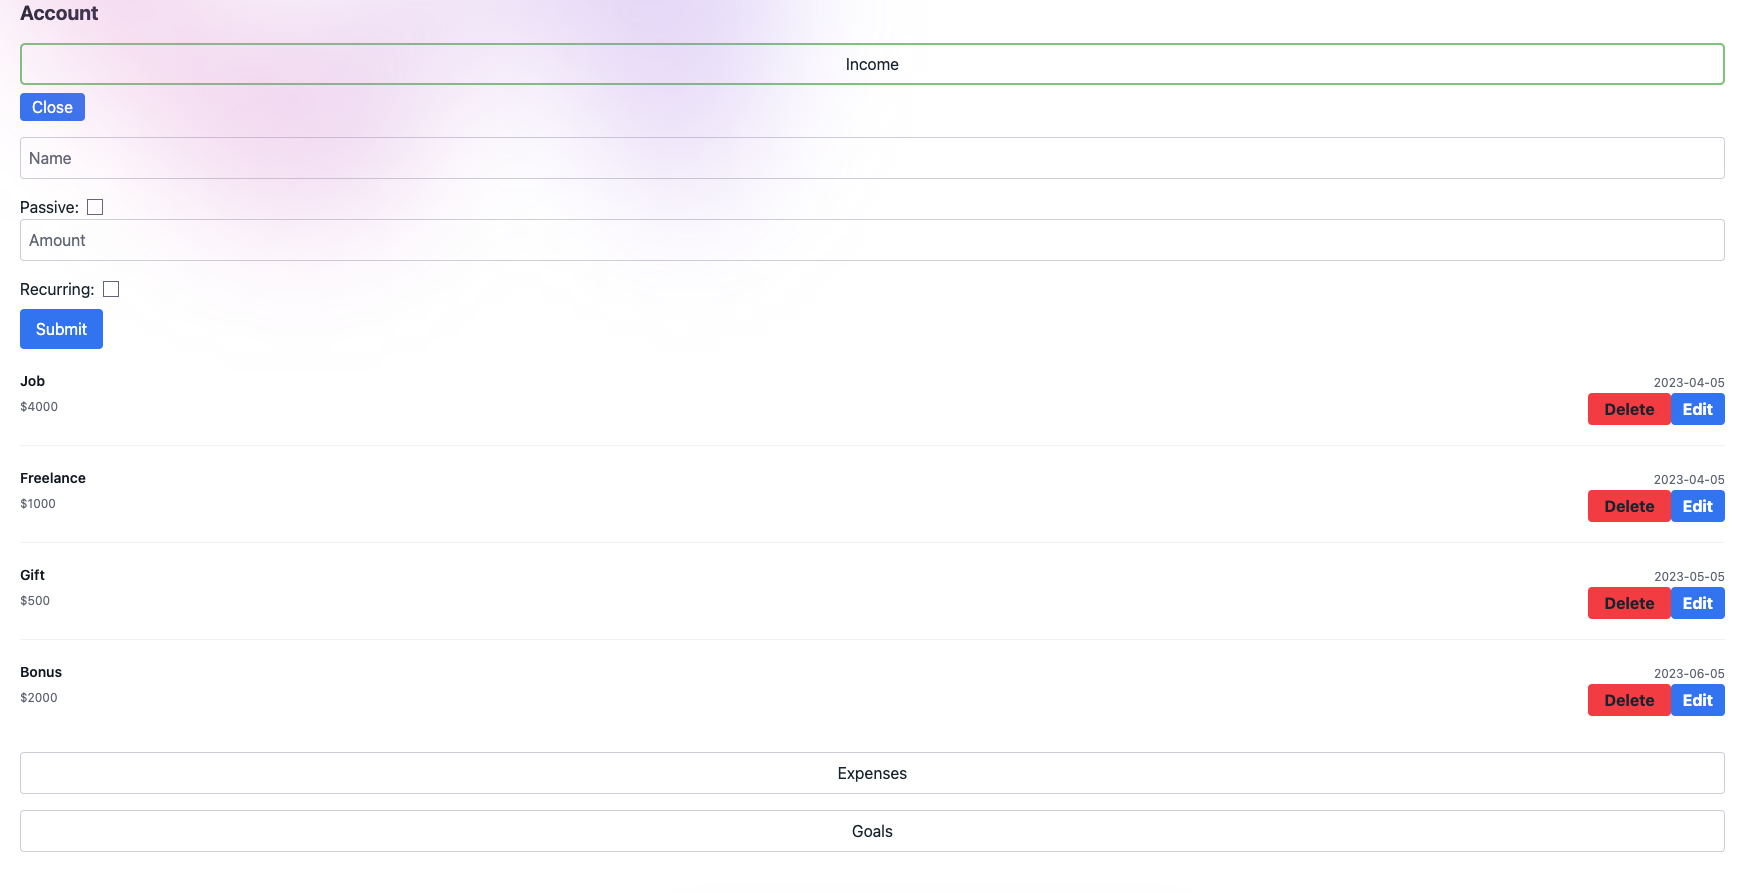 Account
Income
Close
Name
Passive:
Amount
Recurring:
Submit
Job
2023-04-05
$4000
Delete Edit
Freelance
2023-04-05
$1000
Delete Edit
Gift
2023-05-05
$500
Delete Edit
Bonus
2023-06-05
$2000
Delete Edit
Expenses
Goals